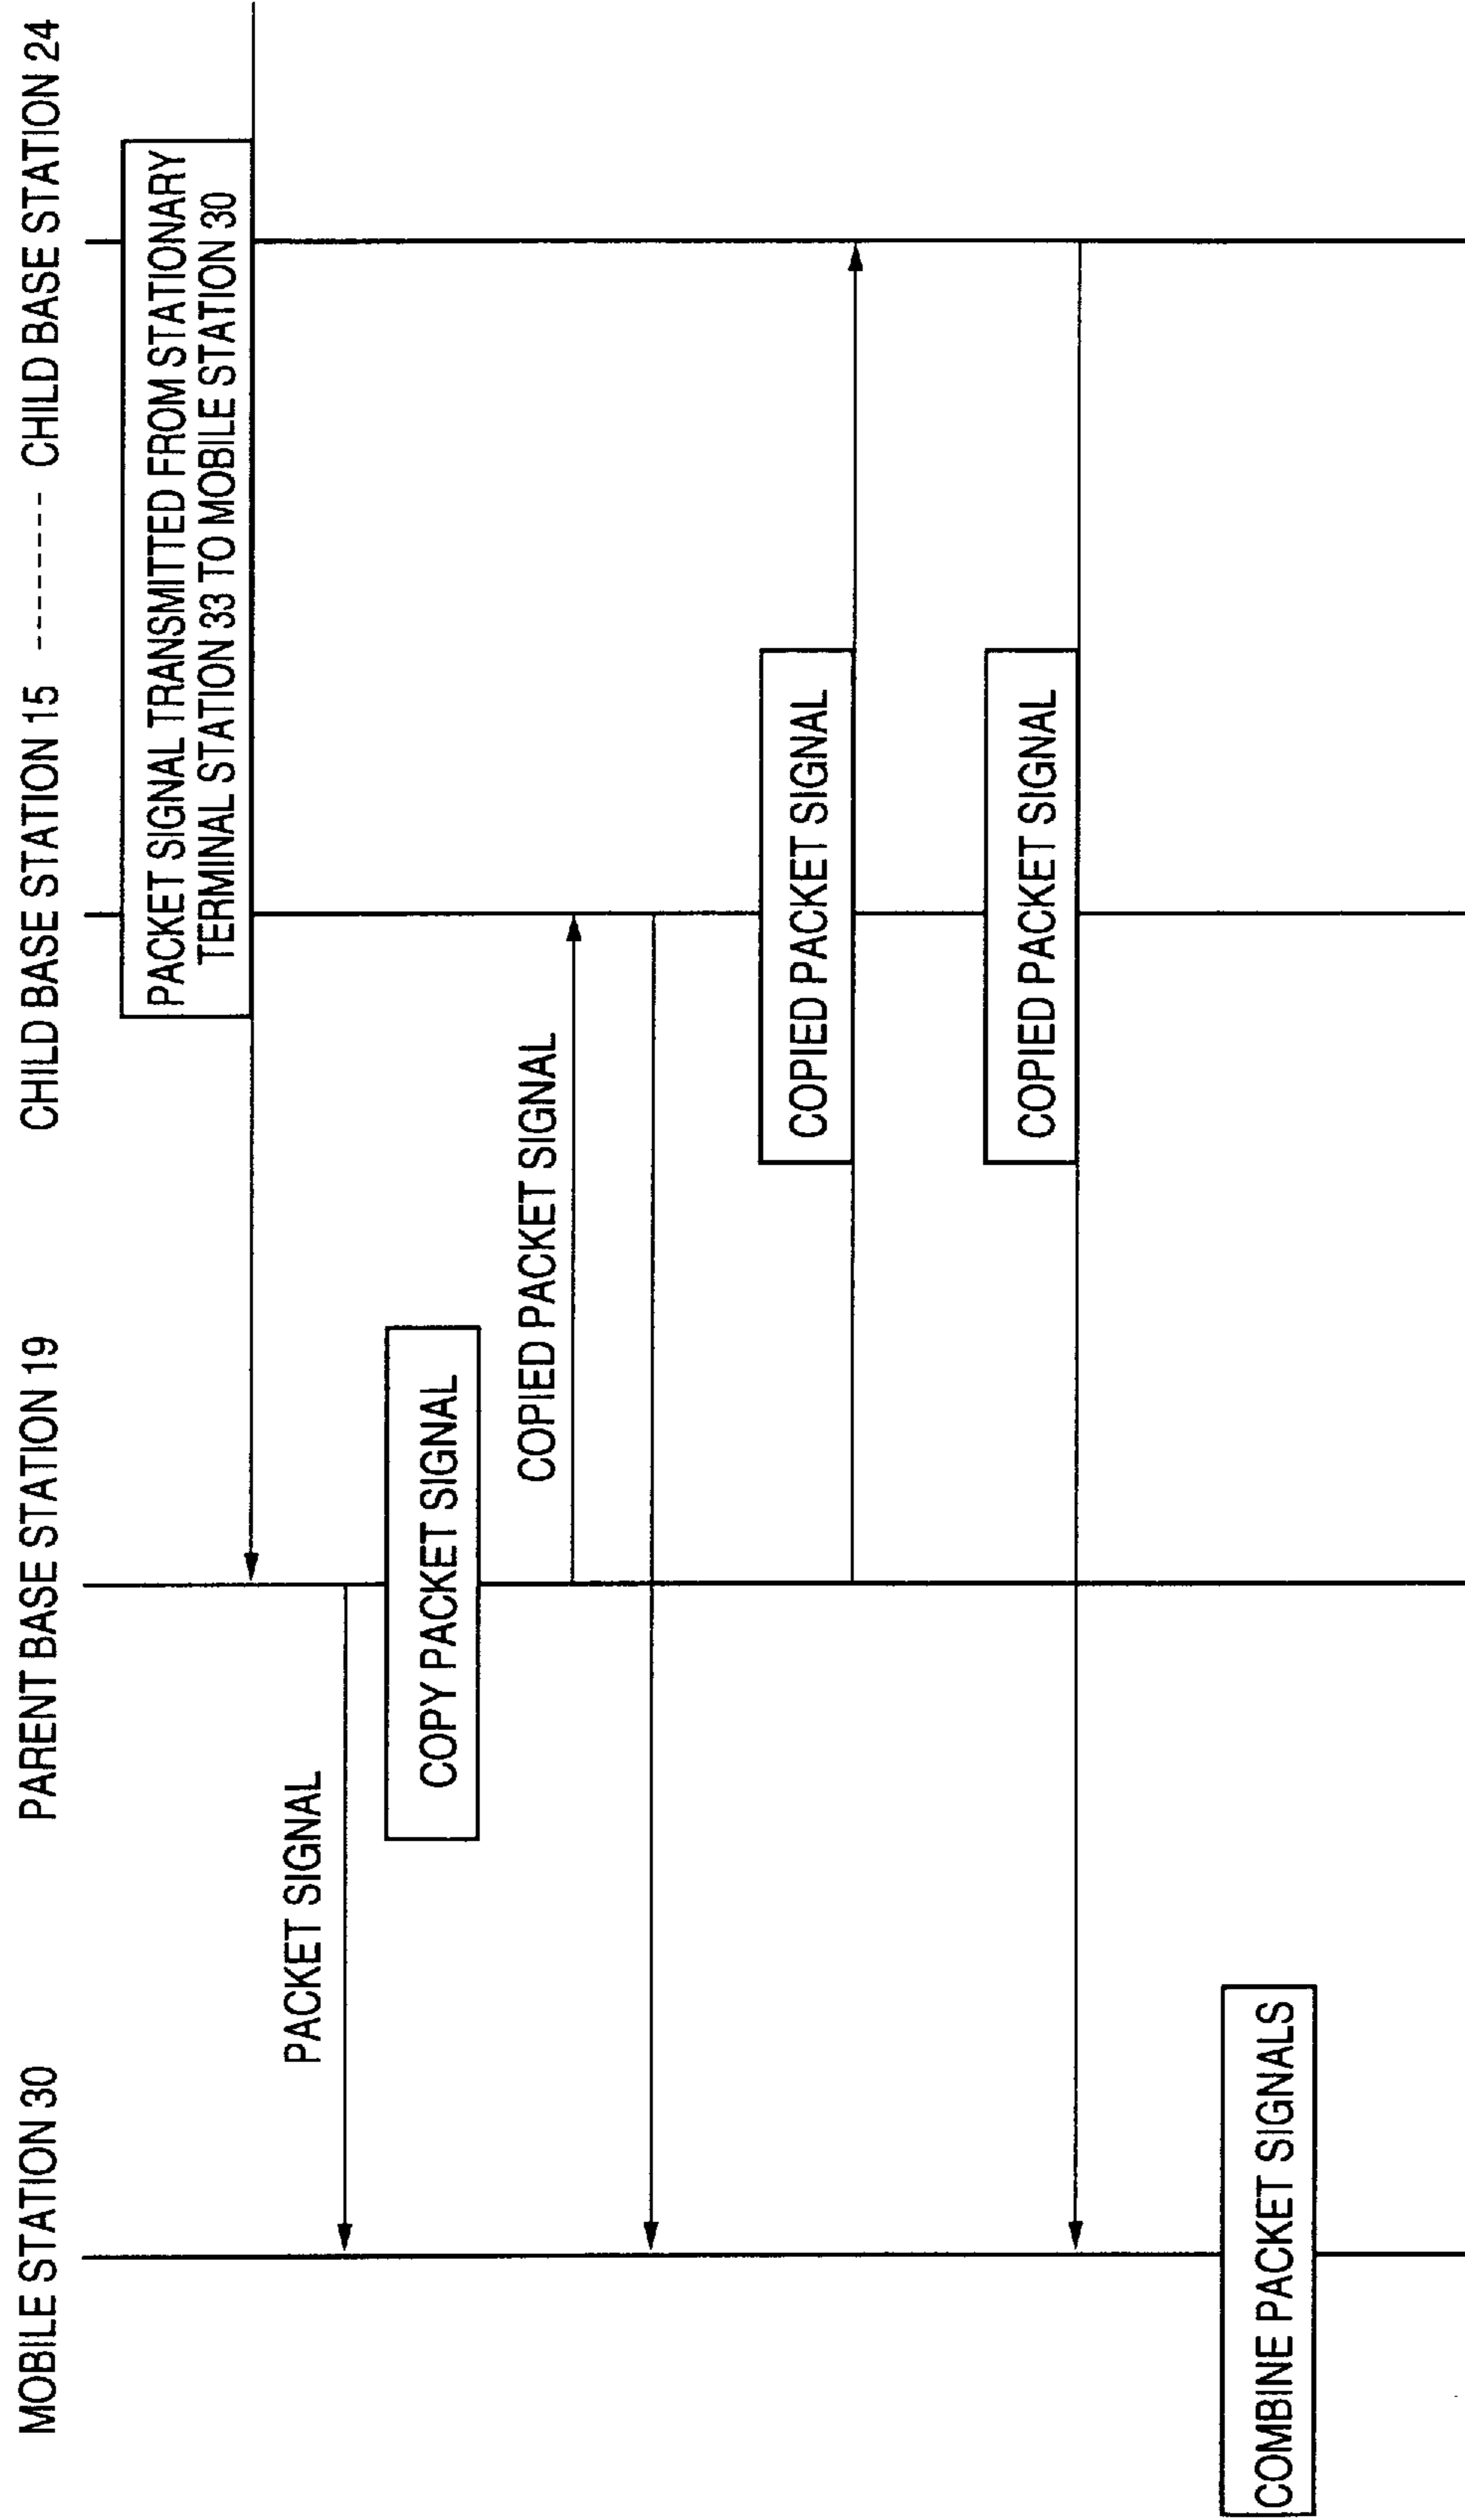 MOBILE STATION 30 PARENT BASE STATION 19 CHILD BASE STATION 15 -------- CHILD BASE STATION 24
PACKET SIGNAL TRANSMITTED FROM STATIONARY
TERMINAL STATION 33 TO MOBILE STATION 30
PACKET SIGNAL
COPY PACKET SIGNAL
COPIED PACKET SIGNAL
COPIED PACKET SIGNAL
COPIED PACKET SIGNAL
COMBINE PACKET SIGNALS